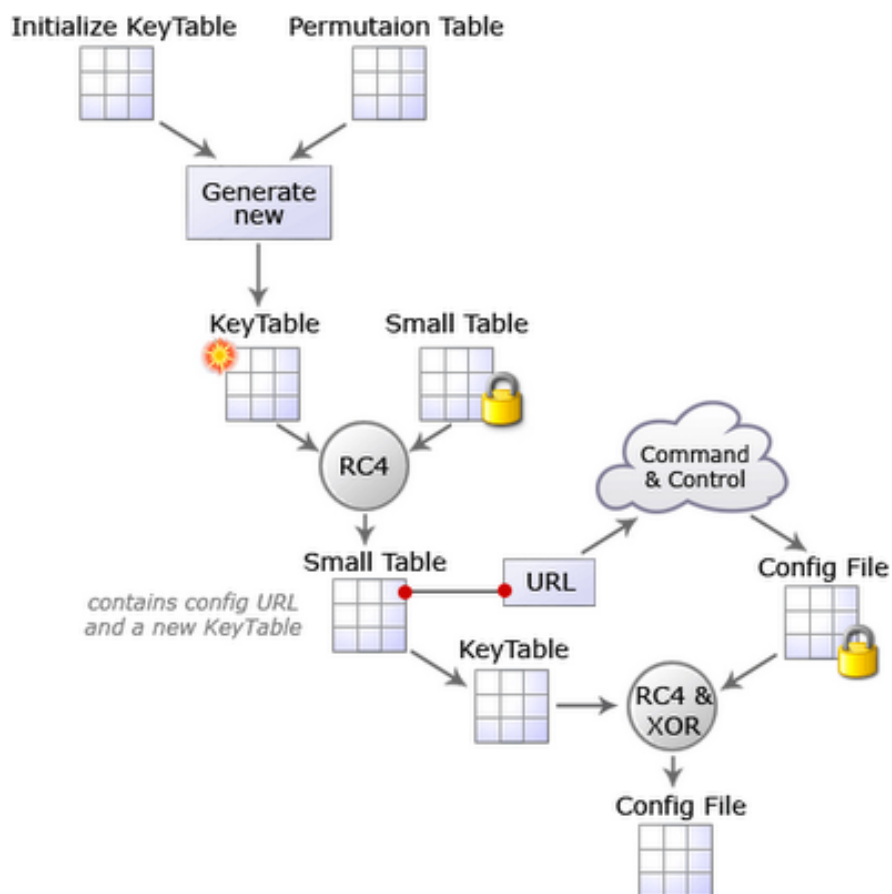 Initialize KeyTable
Permutaion Table
Generate
new
KeyTable
Small Table
RC4
Command
& Control
Small Table
URL
Config File
contains config URL
and a new KeyTable
KeyTable
RC4 &
XOR
Config File